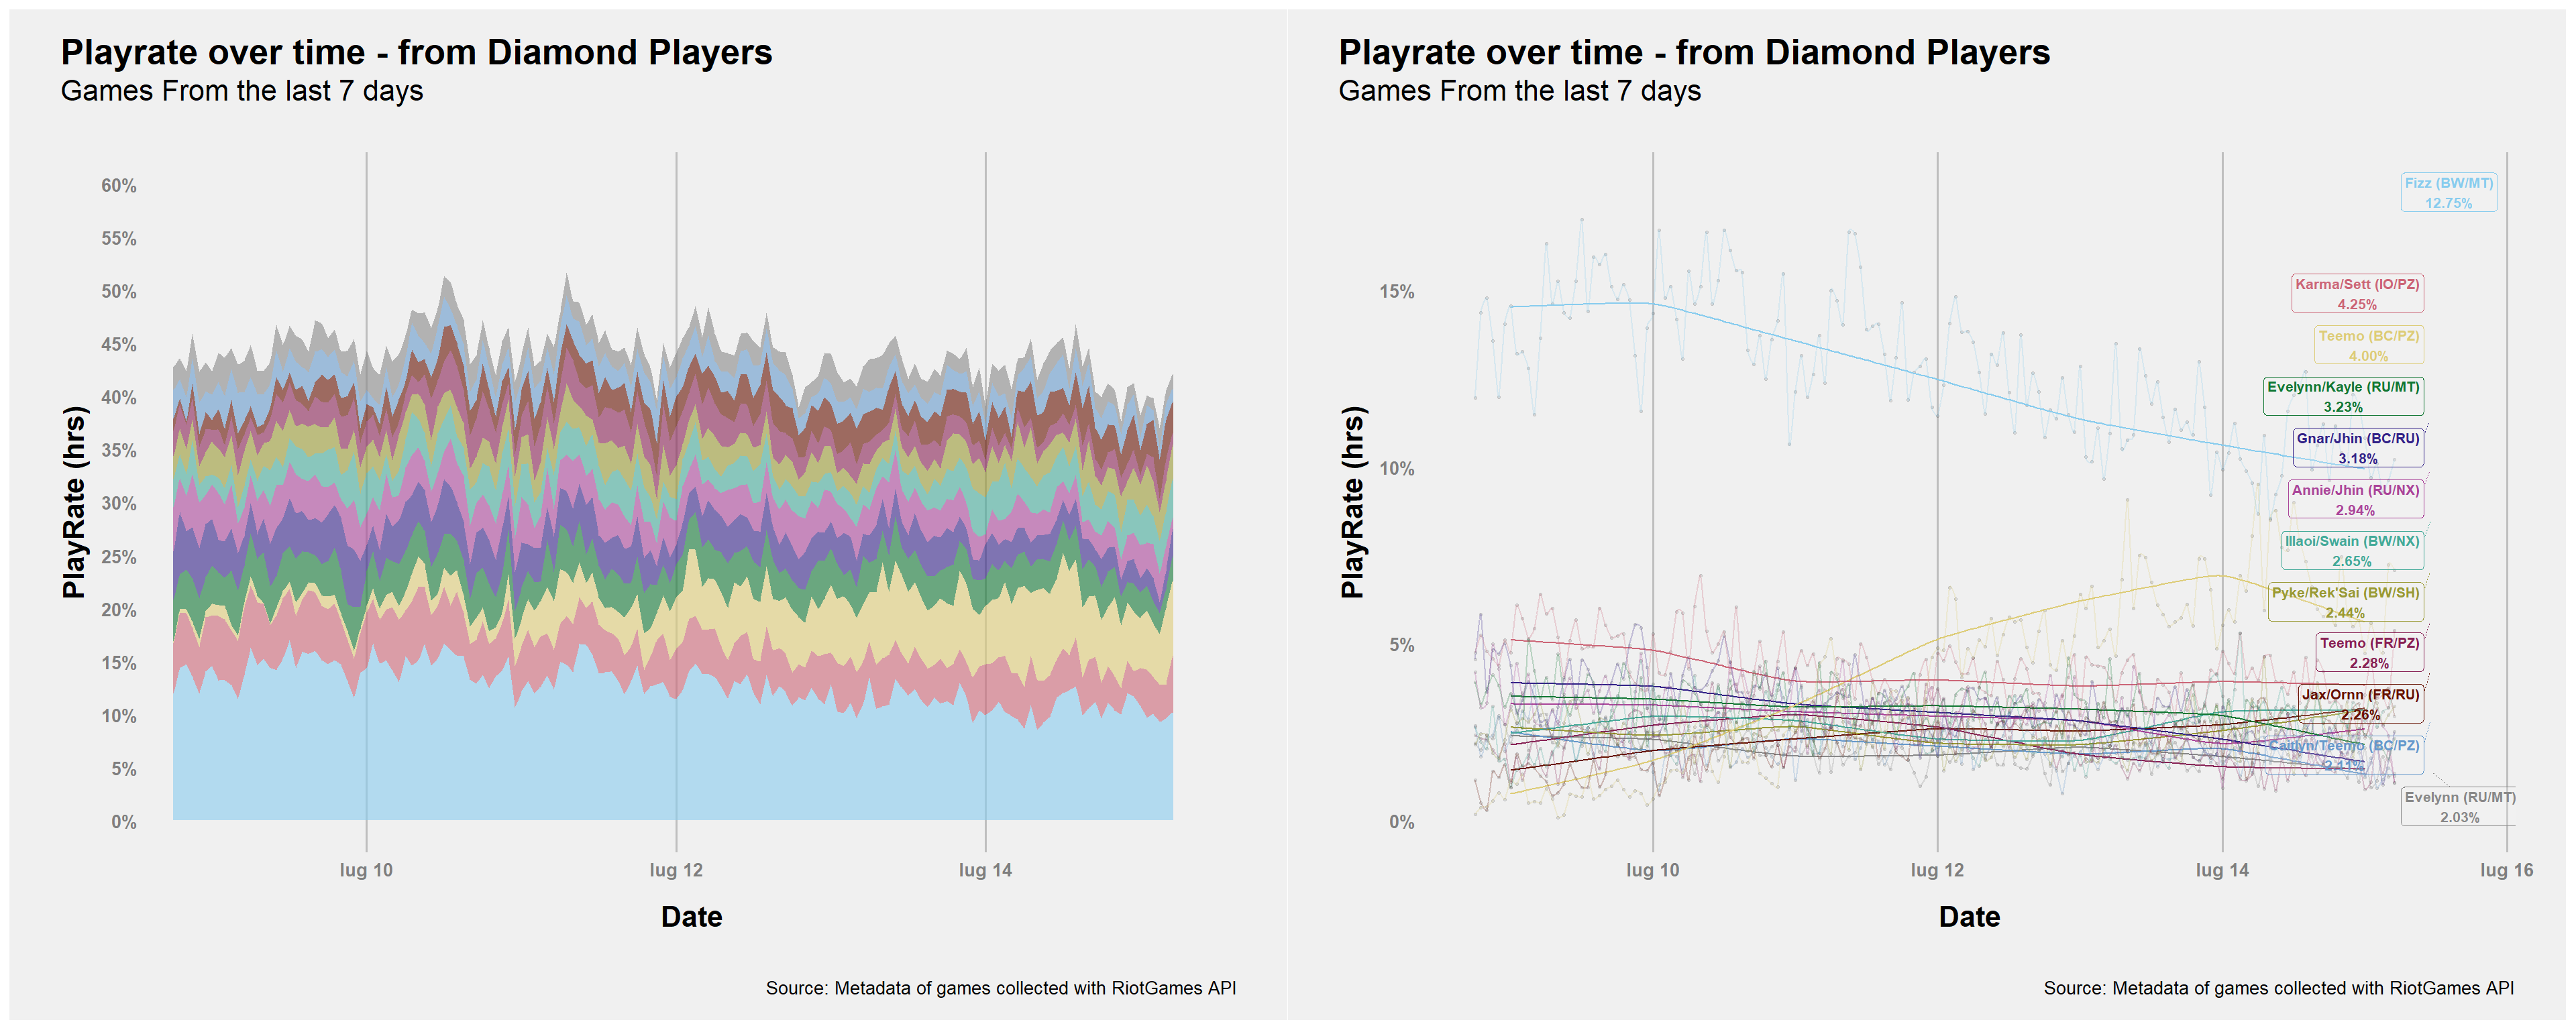 Playrate over time - from Diamond Players
Games From the last 7 days
PlayRate (hrs)
60%
55%
50%
45%
40%
35%
30%
25%
20%
15%
10%
5%
0%
lug 10
lug 12
lug 14
Date
Source: Metadata of games collected with RiotGames API
Playrate over time - from Diamond Players
Games From the last 7 days
PlayRate (hrs)
15%
10%
5%
0%
Fizz (BW/MT)
12.75%
Karma/Sett (IO/PZ)
4.25%
Teemo (BC/PZ)
4.00%
Evelynn/Kayle (RU/MT)
3.23%
Gnar/Jhin (BC/RU)
3.18%
Annie/Jhin (RU/NX)
2.94%
Illaoi/Swain (BW/NX)
2.65%
Pyke/Rek'Sai (BW/SH)
2.44%
Teemo (FR/PZ)
2.28%
Jax/Ornn (FR/RU)
2.26%
Caitlyn/Teemo (BC/PZ)
2.11%
Evelynn (RU/MT)
2.03%
lug 10
lug 12
lug 14
lug 16
Date
Source: Metadata of games collected with RiotGames API